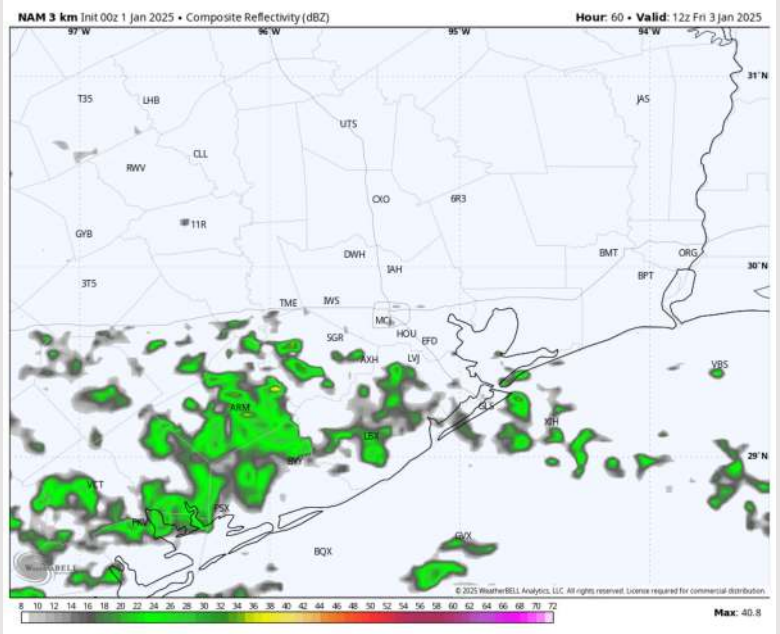 NAM 3 km Init 00z 1 Jan 2025 • Composite Reflectivity (dBZ) Hour: 60 • Valid: 12z Fri 3 Jan 2025
97°W 96°W 95°W 94°W
31°N
T35 LHB JAS
UTS
CLL
RWV
CXO 6R3
11R
GYB
DWH BMT ORG
IAH 30°N
BPT
3T5
TME IWS
MCJ
SGR HOU EFD
AXH LVJ
VBS
ARM GLS
XIH
LBX
BYY 29°N
VCT
PSX
PKV
GVX
BQX
WeatherBELL
© 2025 WeatherBELL Analytics, LLC. All rights reserved. License required for commercial distribution.
8 10 12 14 16 18 20 22 24 26 28 30 32 34 36 38 40 42 44 46 48 50 52 54 56 58 60 62 64 66 68 70 72
Max: 40.8